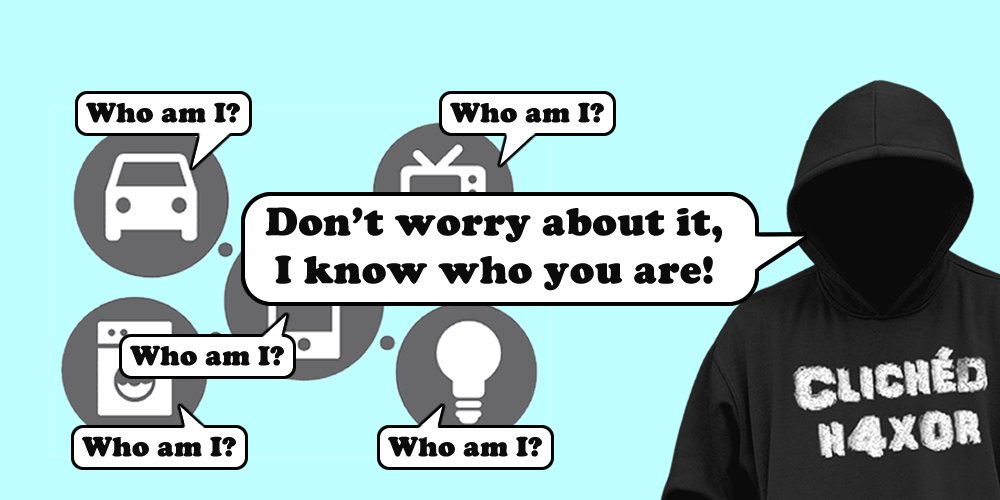 Who am I?
Who am I?
Don’t worry about it,
I know who you are!
Who am I?
CLICHÉD
H4XOR
Who am I?
Who am I?